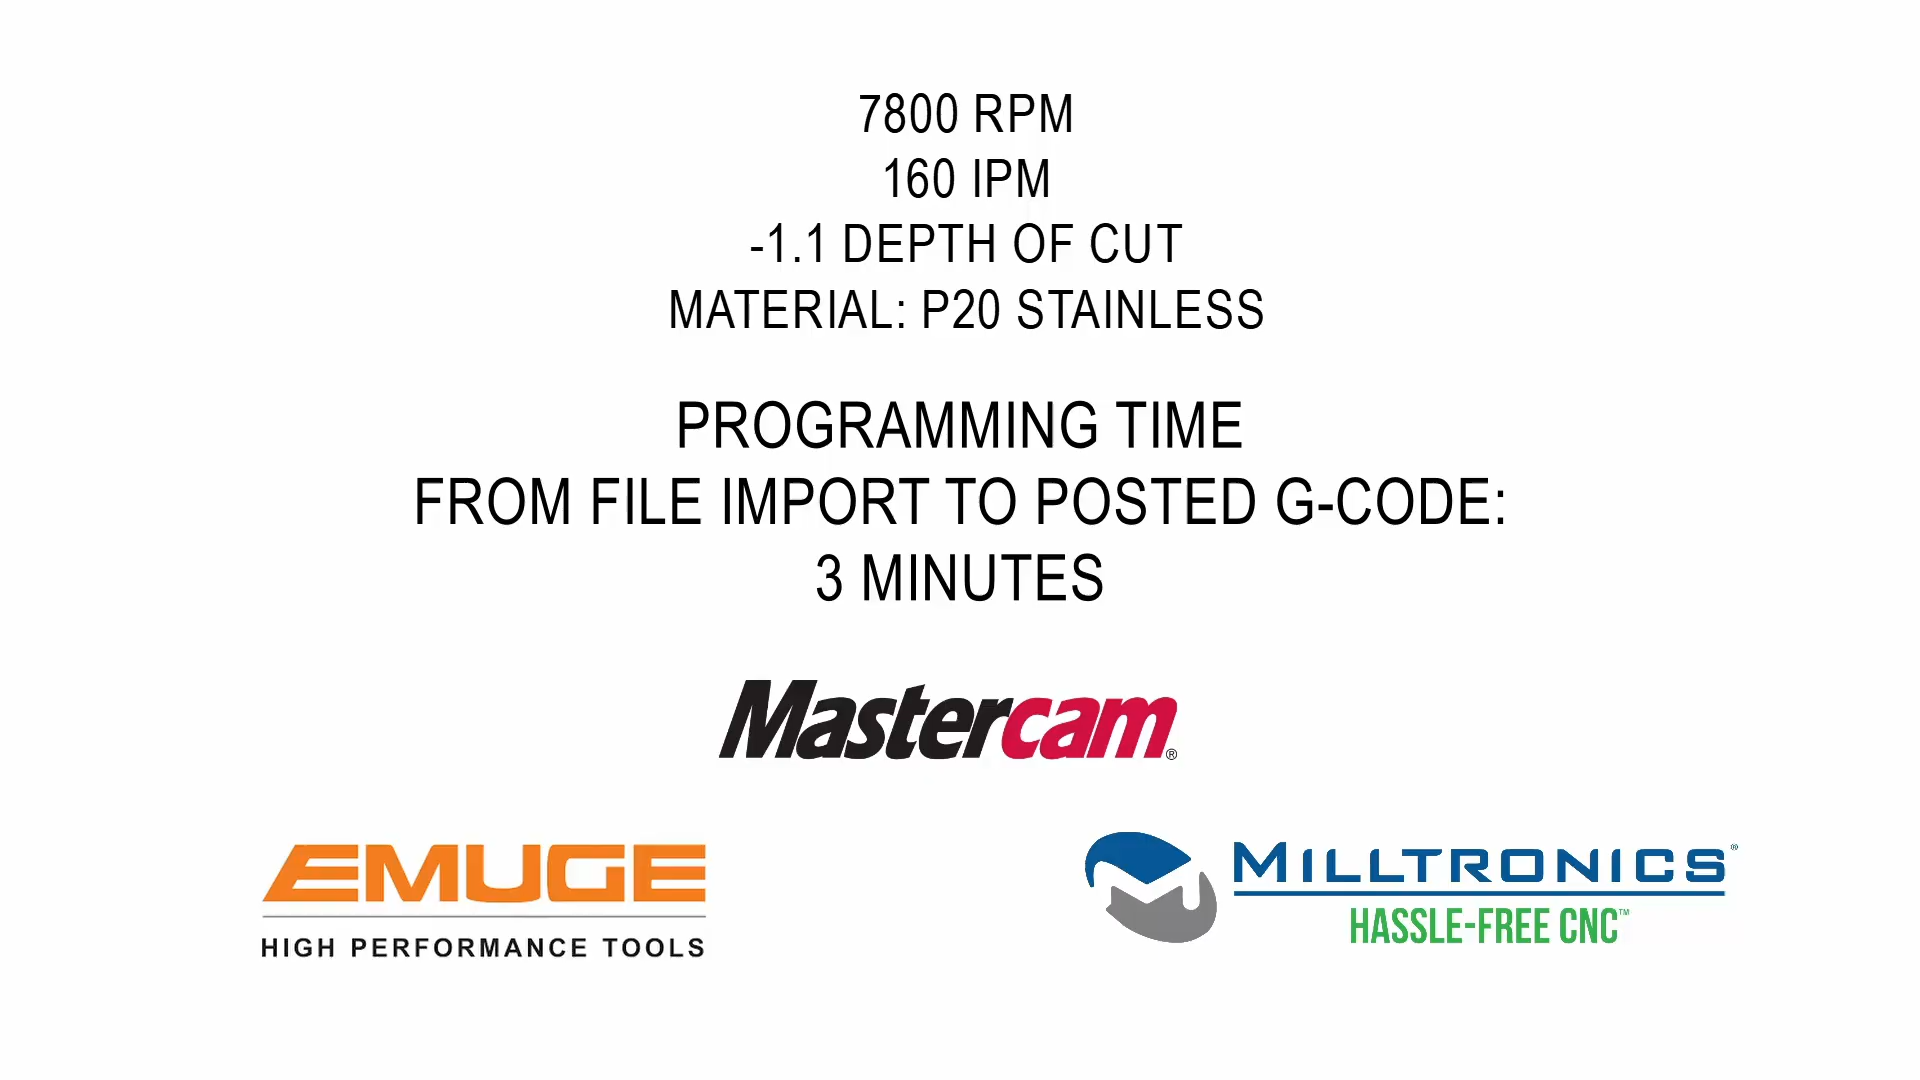 7800 RPM
160 IPM
-1.1 DEPTH OF CUT
MATERIAL: P20 STAINLESS
PROGRAMMING TIME
FROM FILE IMPORT TO POSTED G-CODE:
3 MINUTES
Mastercam®
EMUGE
HIGH PERFORMANCE TOOLS
MILLTRONICS®
HASSLE-FREE CNC™